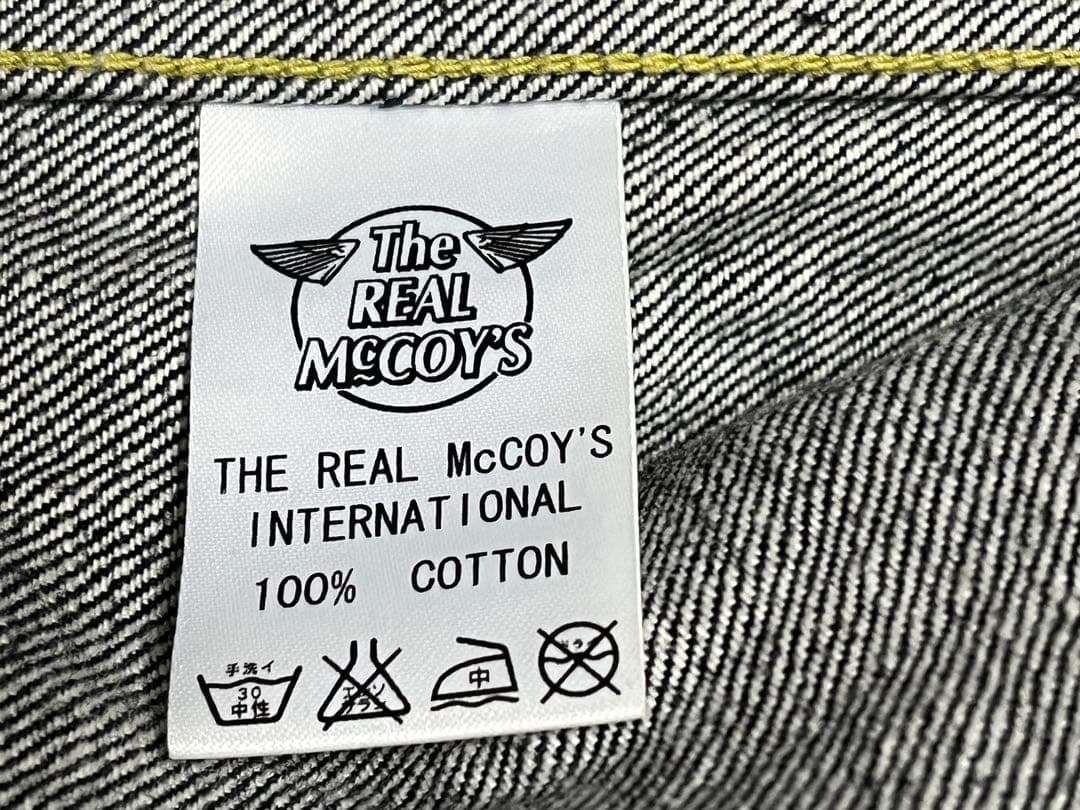 The
REAL
McCOY'S
THE REAL McCOY'S
INTERNATIONAL
100% COTTON
手洗イ
30
中性
中